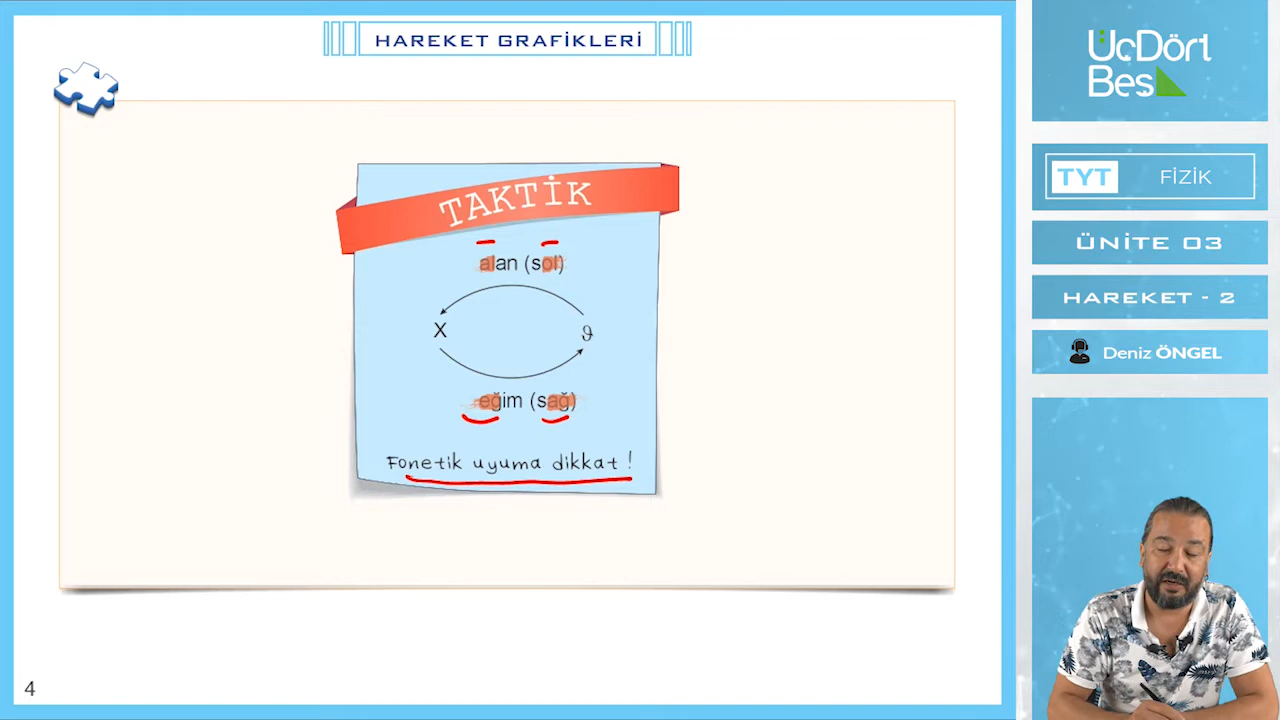 HAREKET GRAFİKLERİ
TAKTİK
alan (sol)
X
ϑ
eğim (sağ)
Fonetik uyuma dikkat !
4
ÜçDört
Beş
TYT
FİZİK
ÜNİTE 03
HAREKET - 2
Deniz ÖNGEL